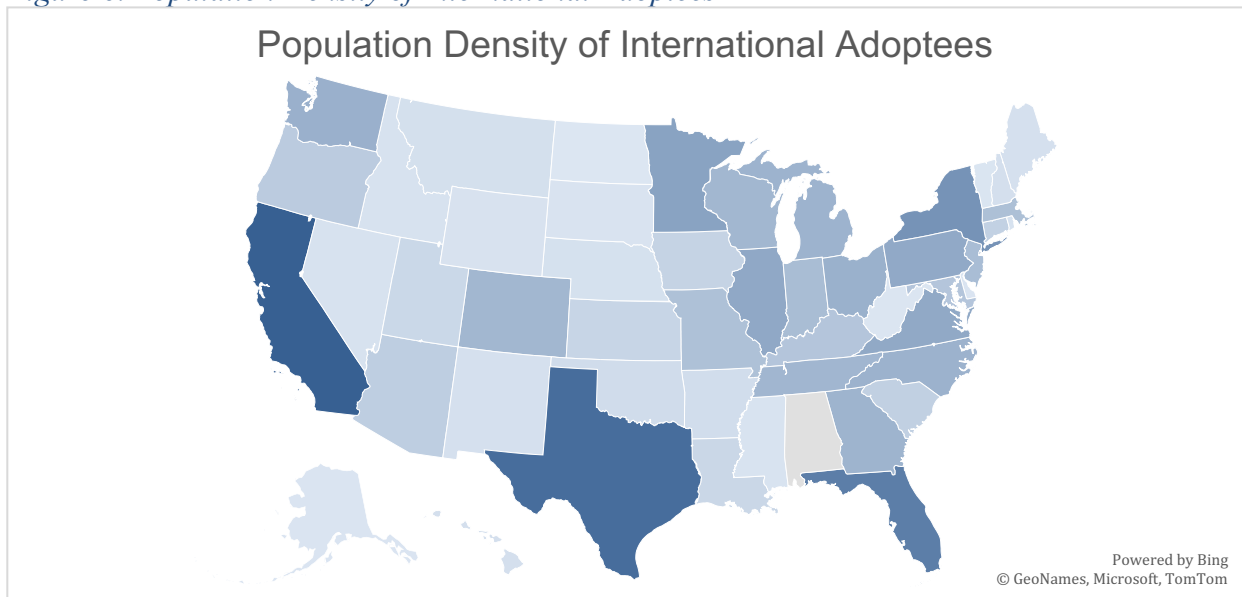 Population Density of International Adoptees
Powered by Bing
© GeoNames, Microsoft, TomTom